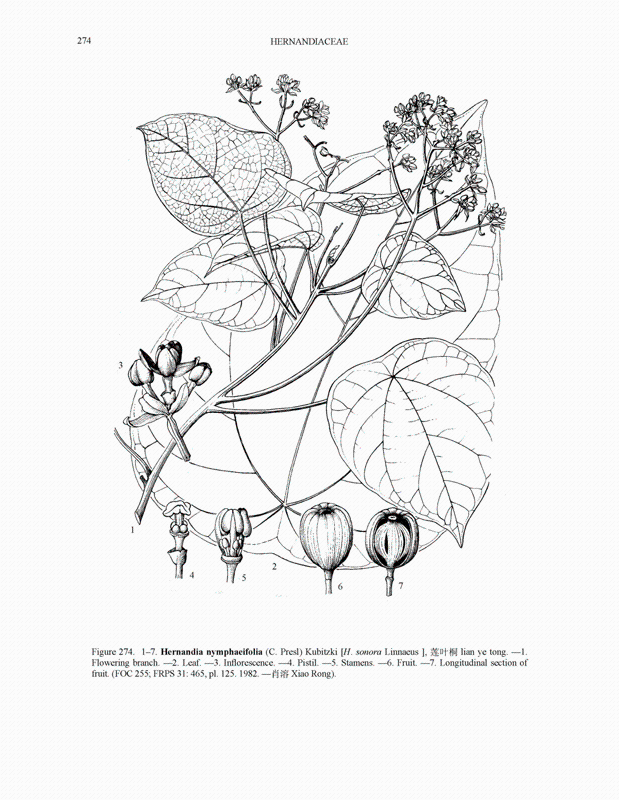 274
HERNANDIACEAE
3
1
4
5
2
6
7
Figure 274. 1–7. Hernandia nymphaeifolia (C. Presl) Kubitzki [H. sonora Linnaeus ], 莲叶桐 lian ye tong. —1.
Flowering branch. —2. Leaf. —3. Inflorescence. —4. Pistil. —5. Stamens. —6. Fruit. —7. Longitudinal section of
fruit. (FOC 255; FRPS 31: 465, pl. 125. 1982. —肖溶 Xiao Rong).